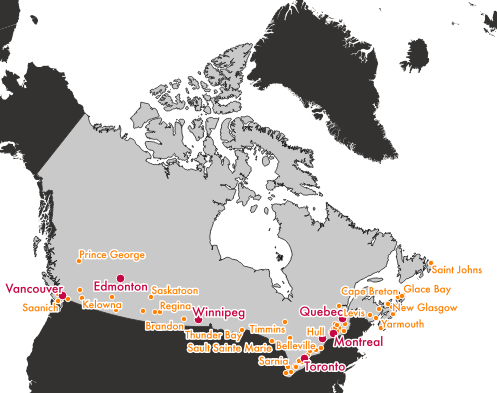 Prince George
Saint Johns
Vancouver
Edmonton
Saskatoon
Cape Breton
Glace Bay
Saanich
Kelowna
Regina
Winnipeg
Quebec
Levis
New Glasgow
Brandon
Thunder Bay
Timmins
Hull
Yarmouth
Sault Sainte Marie
Belleville
Montreal
Sarnia
Toronto